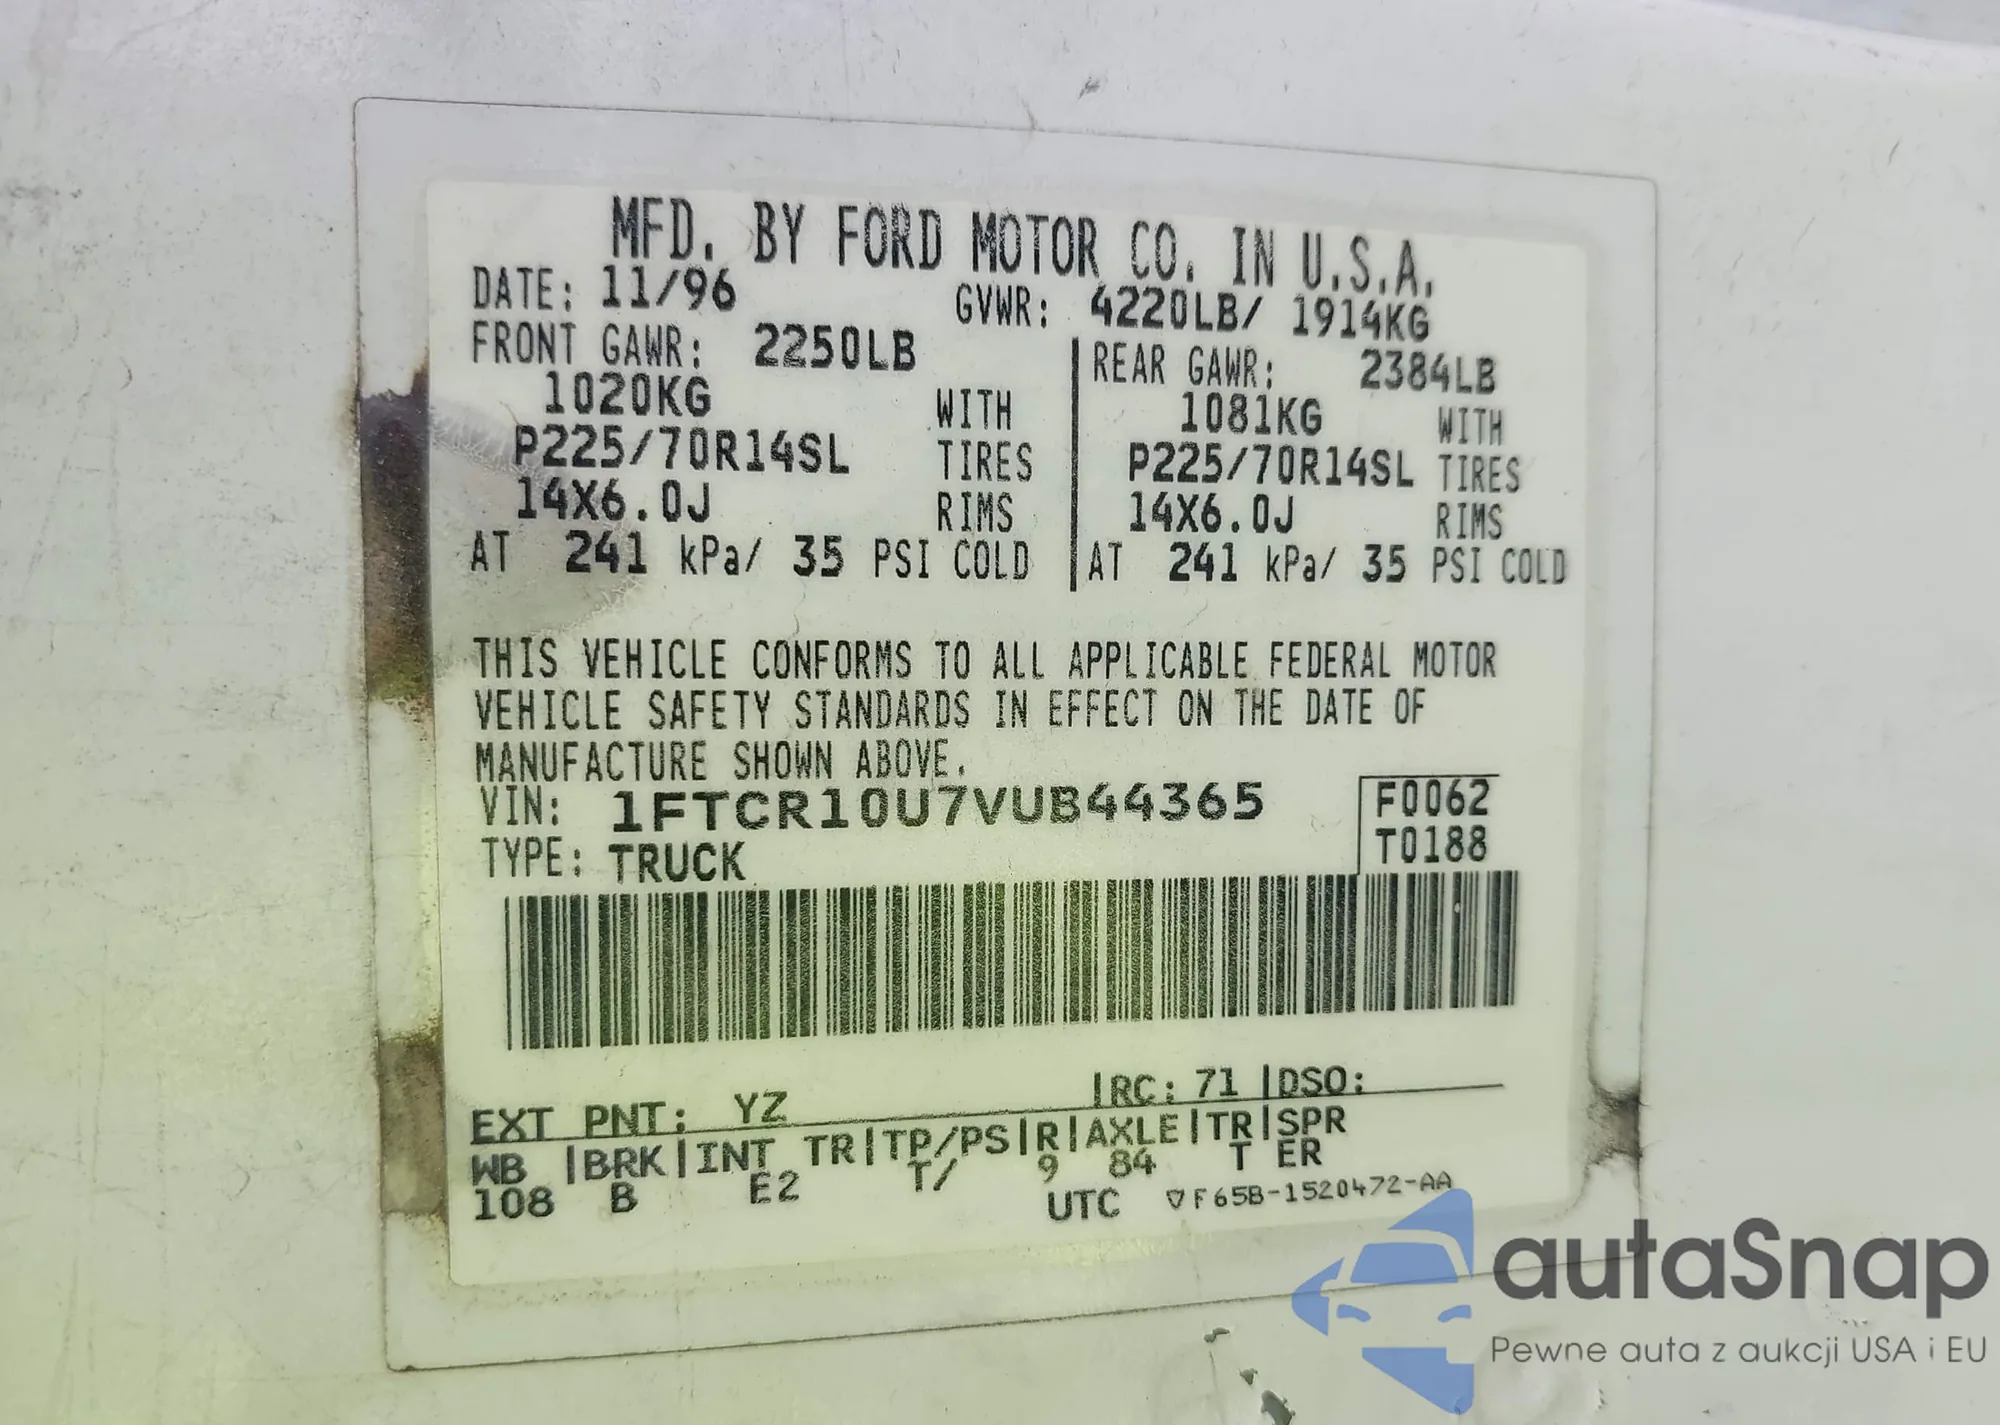 MFD. BY FORD MOTOR CO. IN U.S.A.
DATE: 11/96 GVWR: 4220LB/ 1914KG
FRONT GAWR: 2250LB REAR GAWR: 2384LB
1020KG WITH 1081KG WITH
P225/70R14SL TIRES P225/70R14SL TIRES
14X6.0J RIMS 14X6.0J RIMS
AT 241 kPa/ 35 PSI COLD AT 241 kPa/ 35 PSI COLD
THIS VEHICLE CONFORMS TO ALL APPLICABLE FEDERAL MOTOR
VEHICLE SAFETY STANDARDS IN EFFECT ON THE DATE OF
MANUFACTURE SHOWN ABOVE.
VIN: 1FTCR10U7VUB44365 F0062
TYPE: TRUCK T0188
EXT PNT: YZ RC: 71 DSO:
WB BRK INT TR TP/PS R AXLE TR SPR
108 B E2 T/ 9 84 T ER
UTC ▽F65B-1520472-AA
autaSnap
Pewne auta z aukcji USA i EU